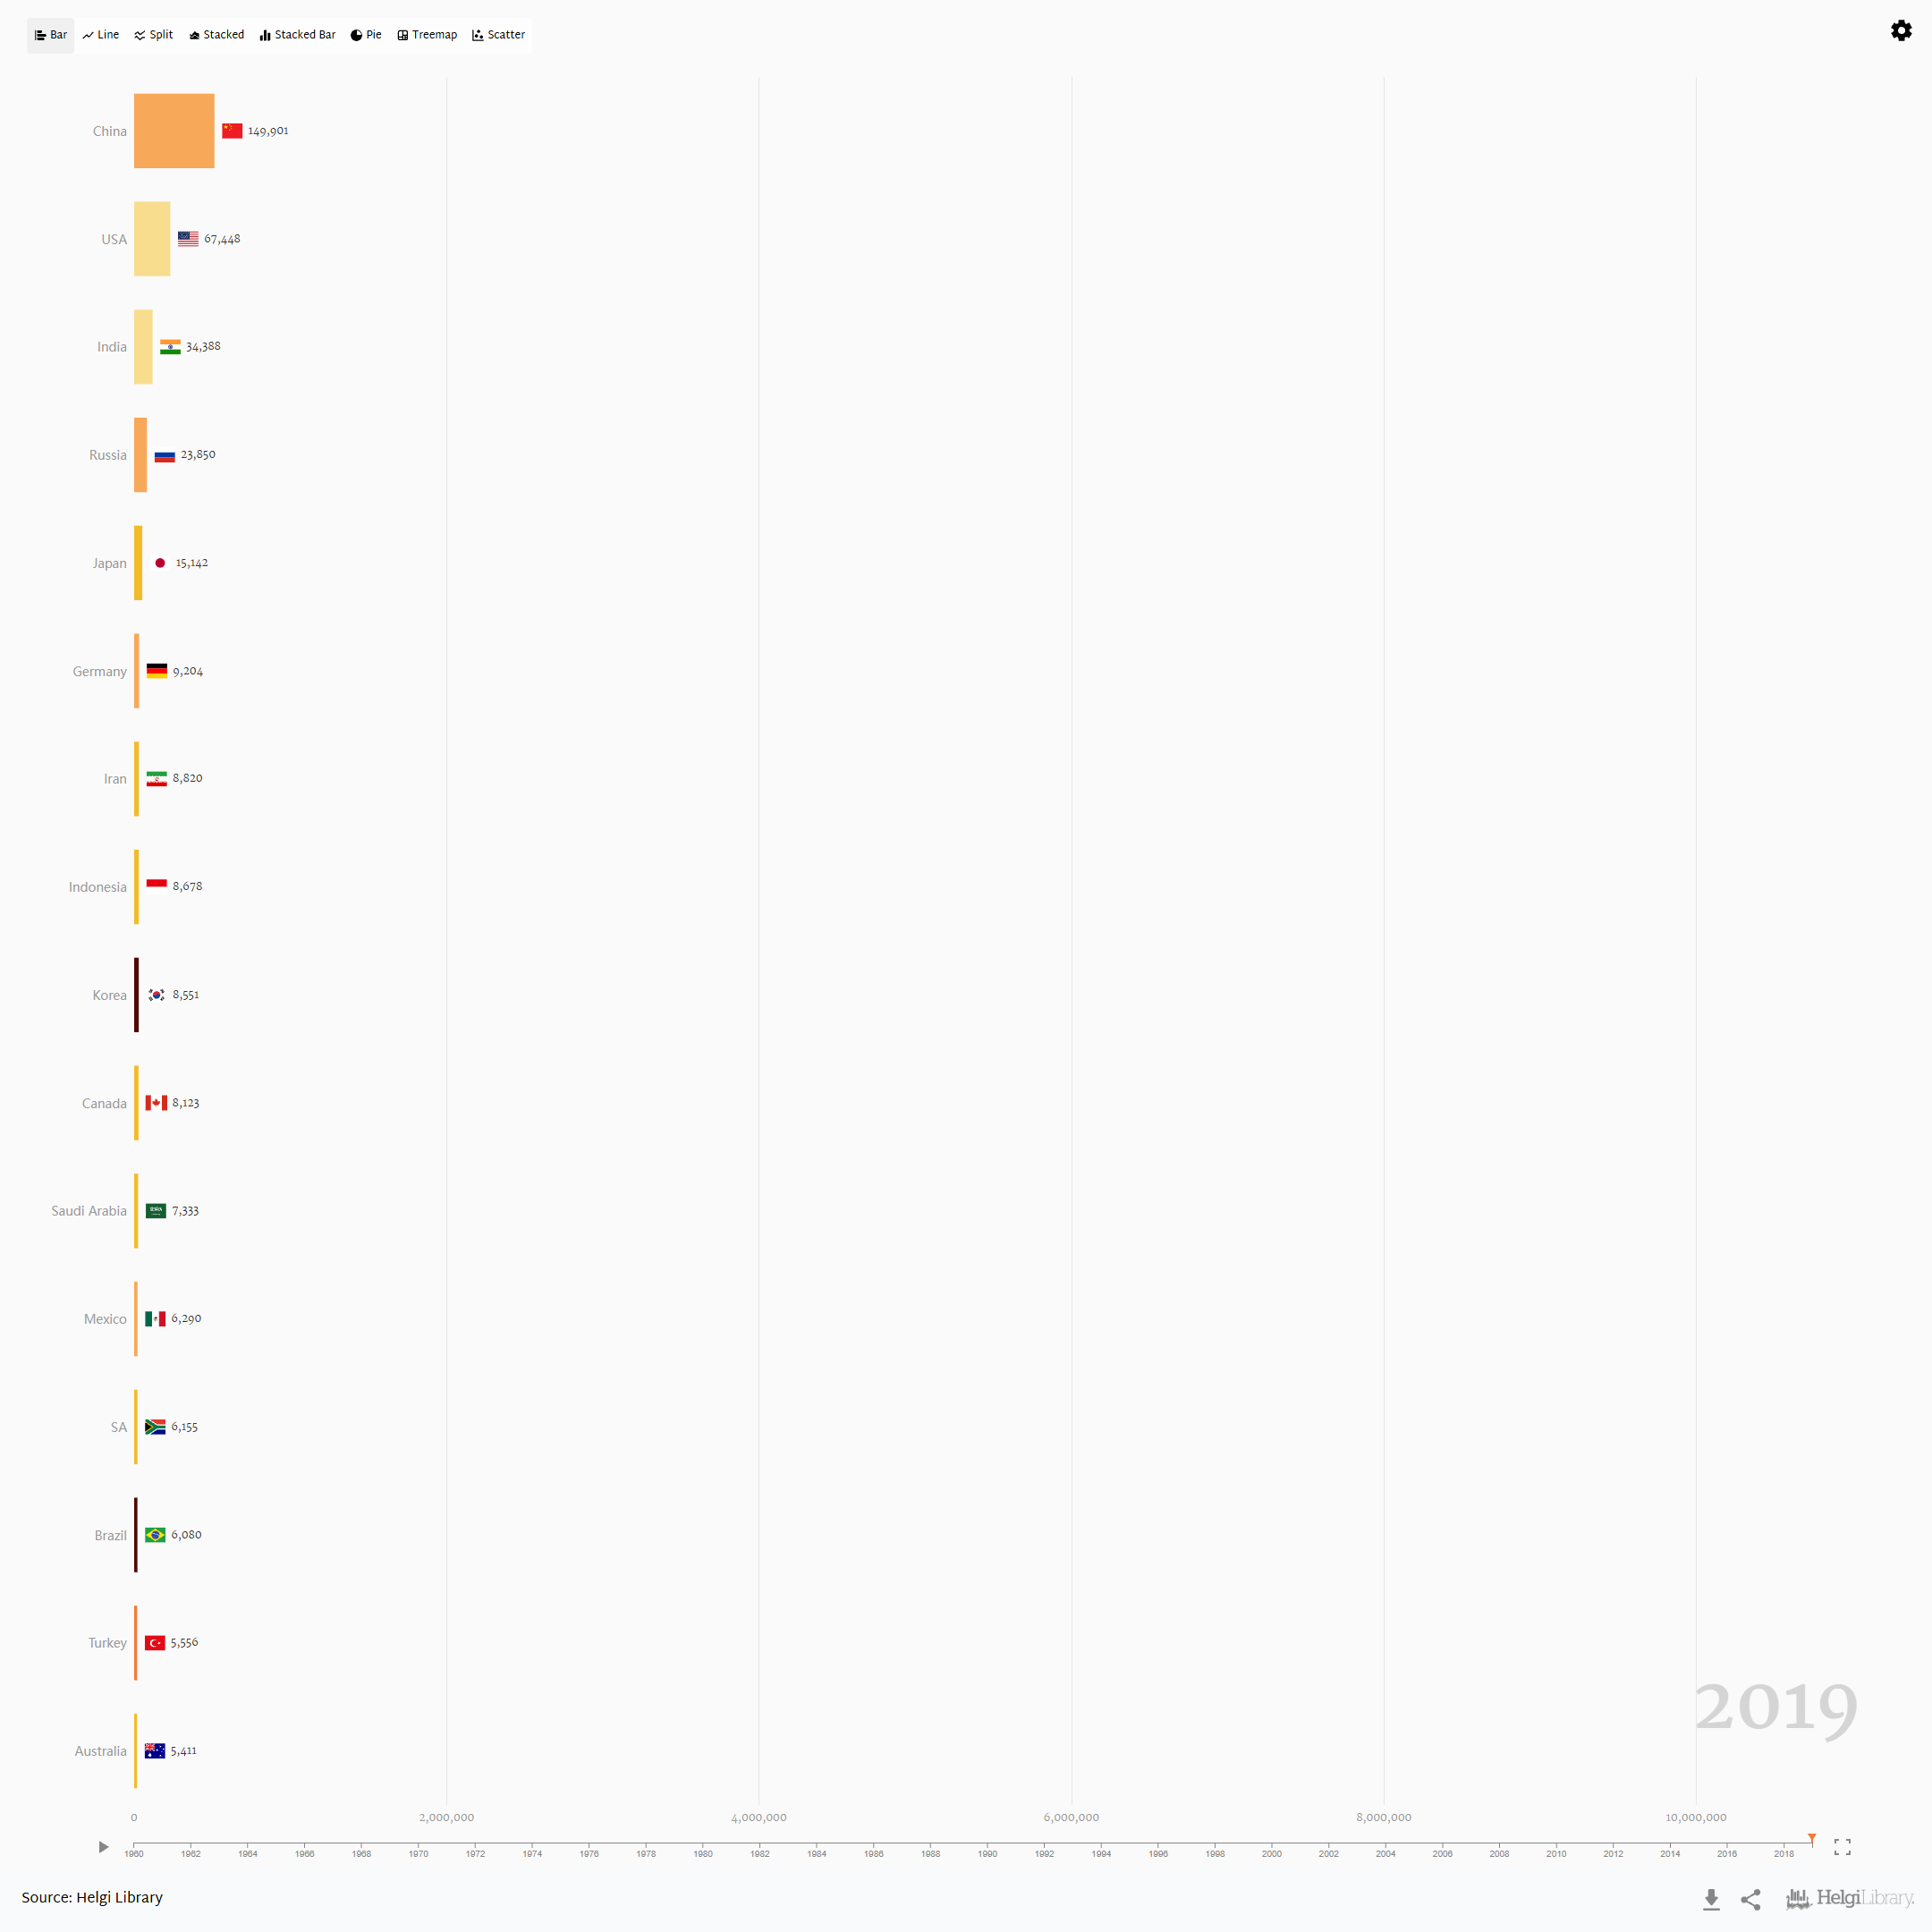 Bar Line Split Stacked Stacked Bar Pie Treemap Scatter
China 149,901
USA 67,448
India 34,388
Russia 23,850
Japan 15,142
Germany 9,204
Iran 8,820
Indonesia 8,678
Korea 8,551
Canada 8,123
Saudi Arabia 7,333
Mexico 6,290
SA 6,155
Brazil 6,080
Turkey 5,556
2019
Australia 5,411
0 2,000,000 4,000,000 6,000,000 8,000,000 10,000,000
1960 1962 1964 1966 1968 1970 1972 1974 1976 1978 1980 1982 1984 1986 1988 1990 1992 1994 1996 1998 2000 2002 2004 2006 2008 2010 2012 2014 2016 2018
Source: Helgi Library
HelgiLibrary.